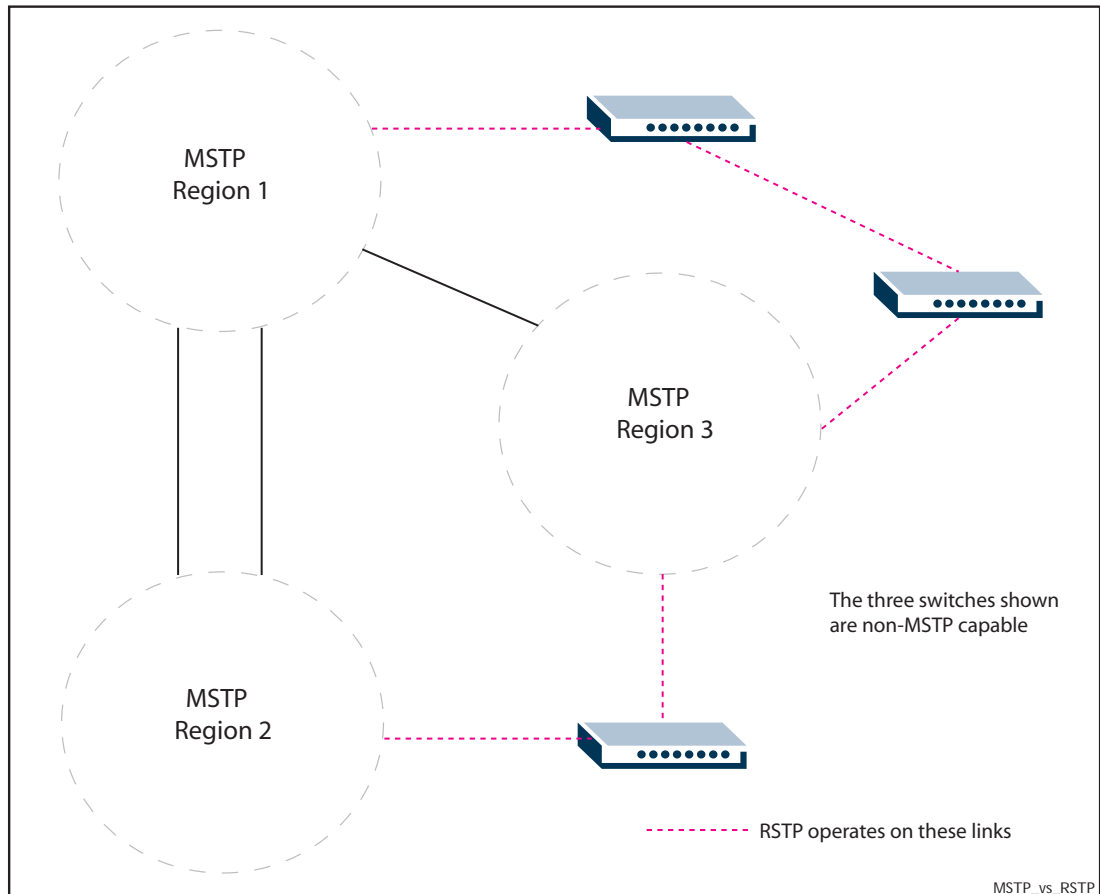 MSTP
Region 1
MSTP
Region 3
The three switches shown
are non-MSTP capable
MSTP
Region 2
RSTP operates on these links
MSTP_vs_RSTP